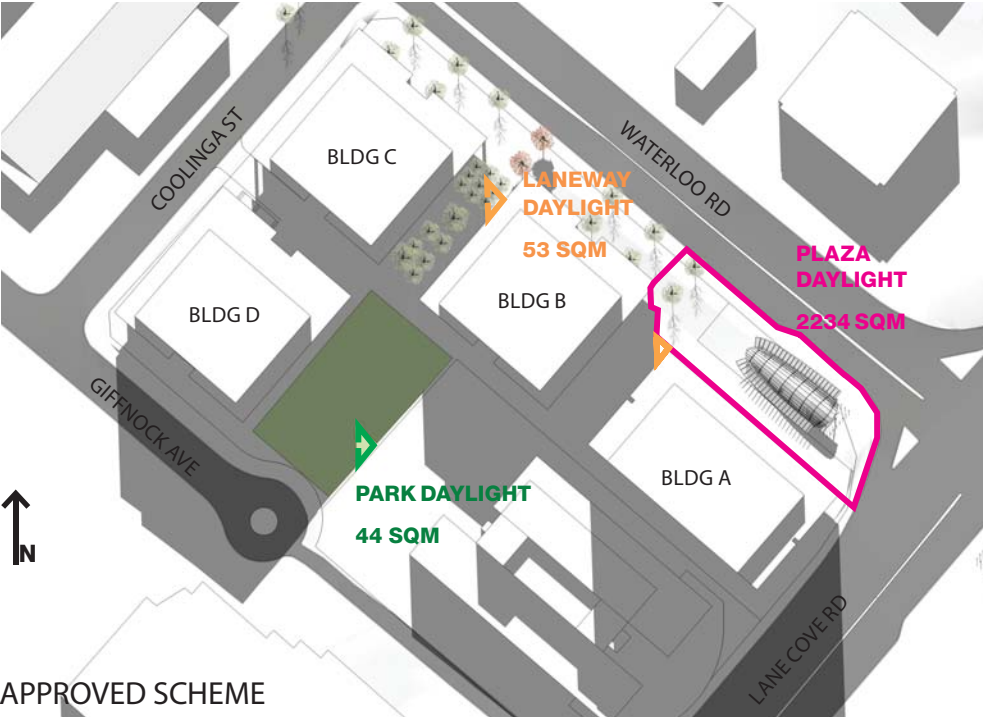 COOLINGA ST
BLDG C
WATERLOO RD
LANEWAY
DAYLIGHT
53 SQM
PLAZA
DAYLIGHT
2234 SQM
BLDG D
BLDG B
GIFFNOCK AVE
BLDG A
PARK DAYLIGHT
44 SQM
N
LANE COVE RD
APPROVED SCHEME